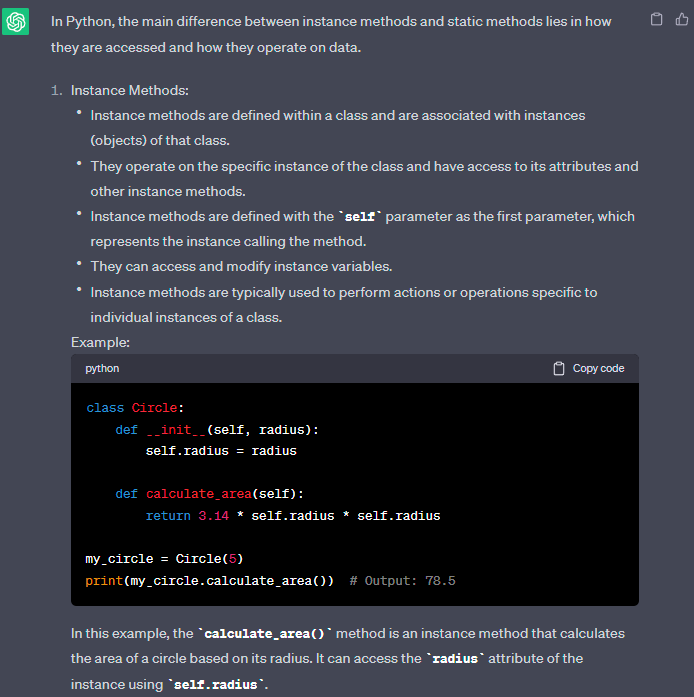 In Python, the main difference between instance methods and static methods lies in how
they are accessed and how they operate on data.
1. Instance Methods:
• Instance methods are defined within a class and are associated with instances
(objects) of that class.
• They operate on the specific instance of the class and have access to its attributes and
other instance methods.
• Instance methods are defined with the `self` parameter as the first parameter, which
represents the instance calling the method.
• They can access and modify instance variables.
• Instance methods are typically used to perform actions or operations specific to
individual instances of a class.
Example:
python Copy code
class Circle:
    def __init__(self, radius):
        self.radius = radius
    def calculate_area(self):
        return 3.14 * self.radius * self.radius
my_circle = Circle(5)
print(my_circle.calculate_area())  # Output: 78.5
In this example, the `calculate_area()` method is an instance method that calculates
the area of a circle based on its radius. It can access the `radius` attribute of the
instance using `self.radius`.